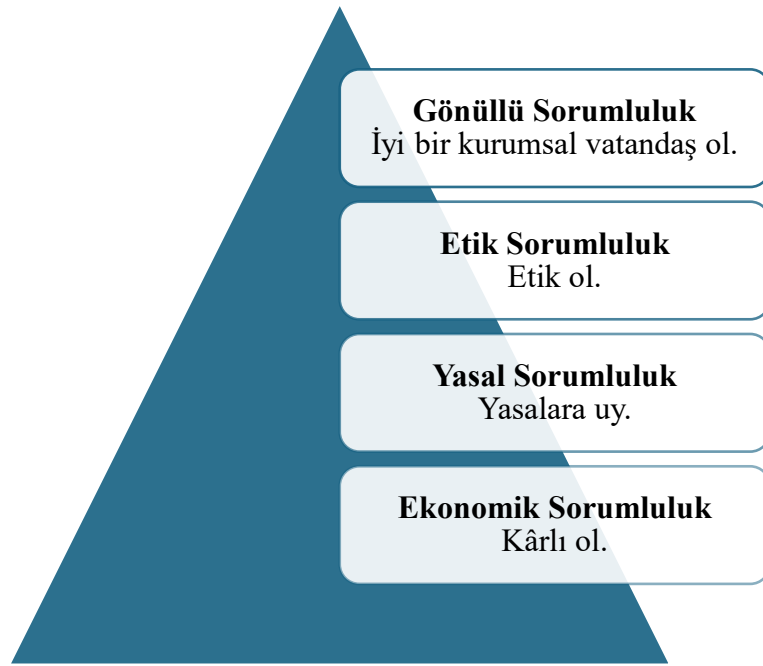 Gönüllü Sorumluluk
İyi bir kurumsal vatandaş ol.
Etik Sorumluluk
Etik ol.
Yasal Sorumluluk
Yasalara uy.
Ekonomik Sorumluluk
Kârlı ol.